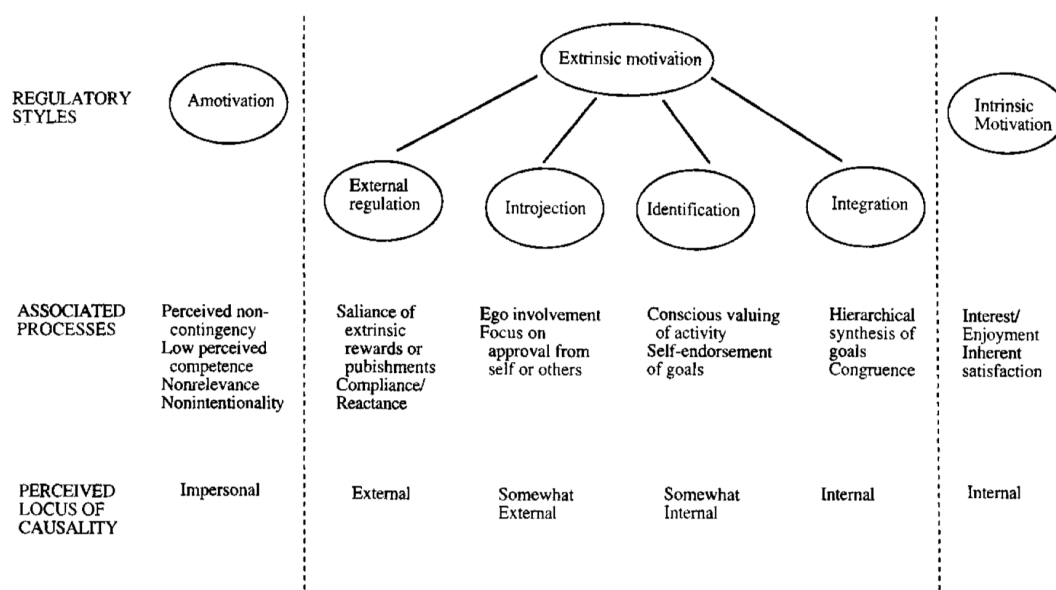 Extrinsic motivation
REGULATORY
STYLES
Amotivation
Intrinsic
Motivation
External
regulation
Introjection
Identification
Integration
ASSOCIATED
PROCESSES
Perceived non-
contingency
Low perceived
competence
Nonrelevance
Nonintentionality
Saliance of
extrinsic
rewards or
pubishments
Compliance/
Reactance
Ego involvement
Focus on
approval from
self or others
Conscious valuing
of activity
Self-endorsement
of goals
Hierarchical
synthesis of
goals
Congruence
Interest/
Enjoyment
Inherent
satisfaction
PERCEIVED
LOCUS OF
CAUSALITY
Impersonal
External
Somewhat
External
Somewhat
Internal
Internal
Internal